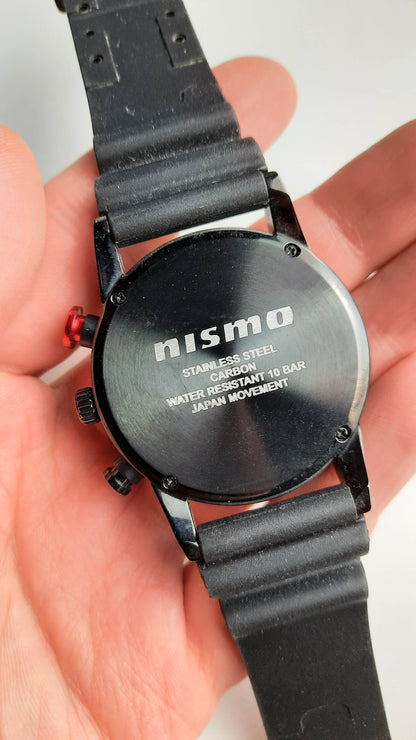 nismo
STAINLESS STEEL
CARBON
WATER RESISTANT 10 BAR
JAPAN MOVEMENT